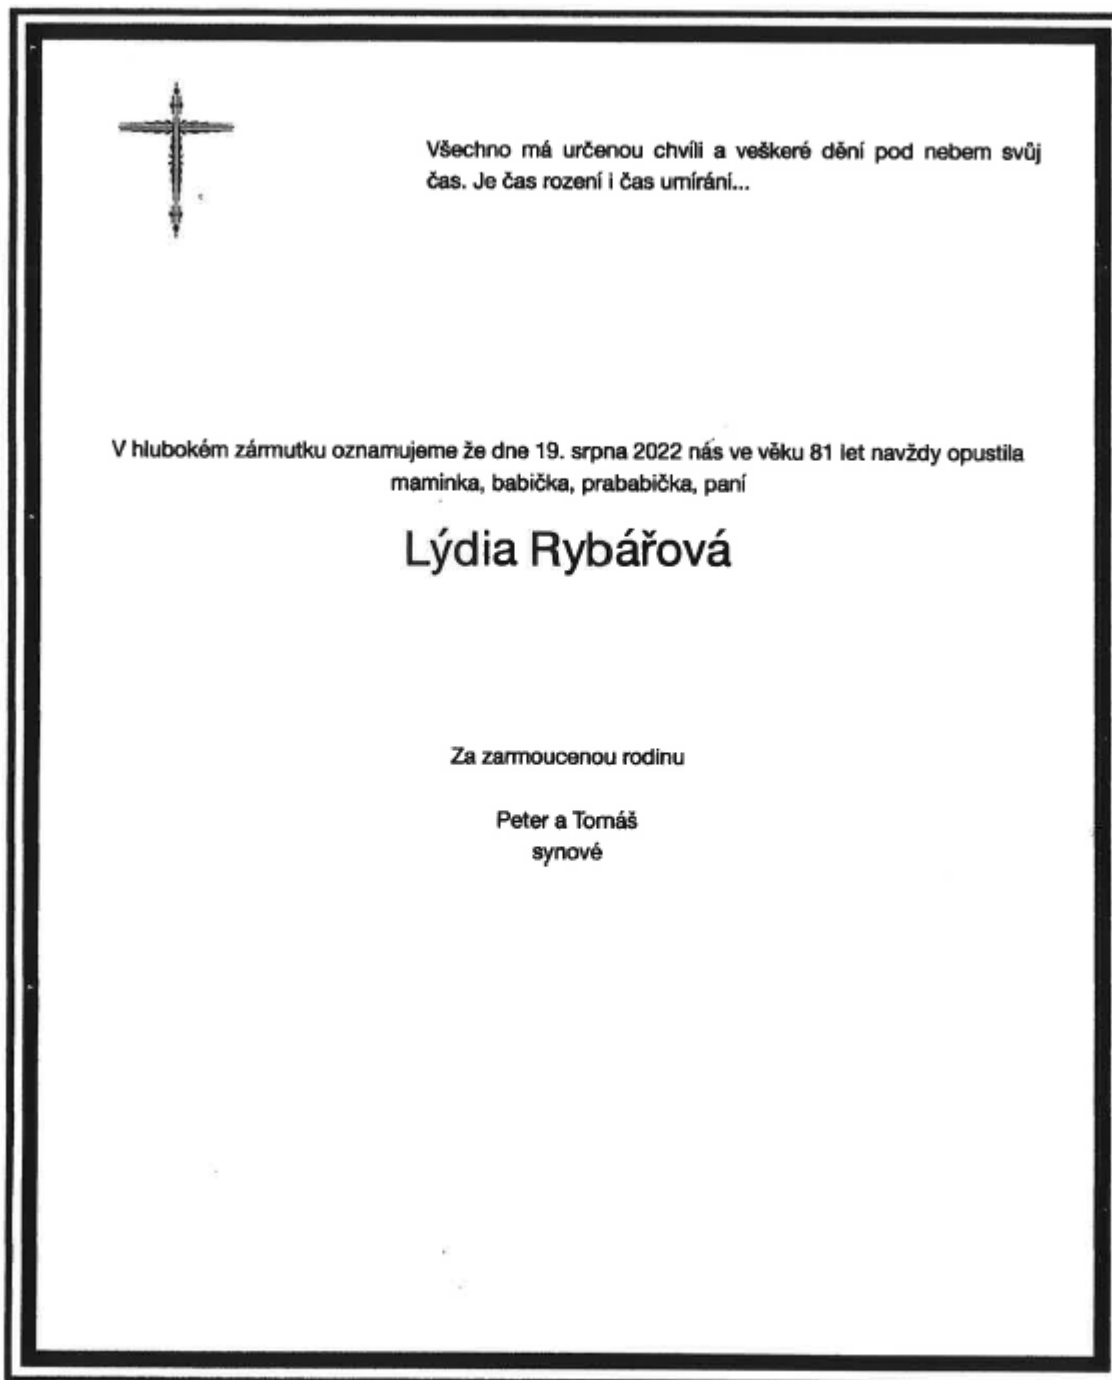 Všechno má určenou chvíli a veškeré dění pod nebem svůj
čas. Je čas rození i čas umírání...
V hlubokém zármutku oznamujeme že dne 19. srpna 2022 nás ve věku 81 let navždy opustila
maminka, babička, prababička, paní
Lýdia Rybářová
Za zarmoucenou rodinu
Peter a Tomáš
synové